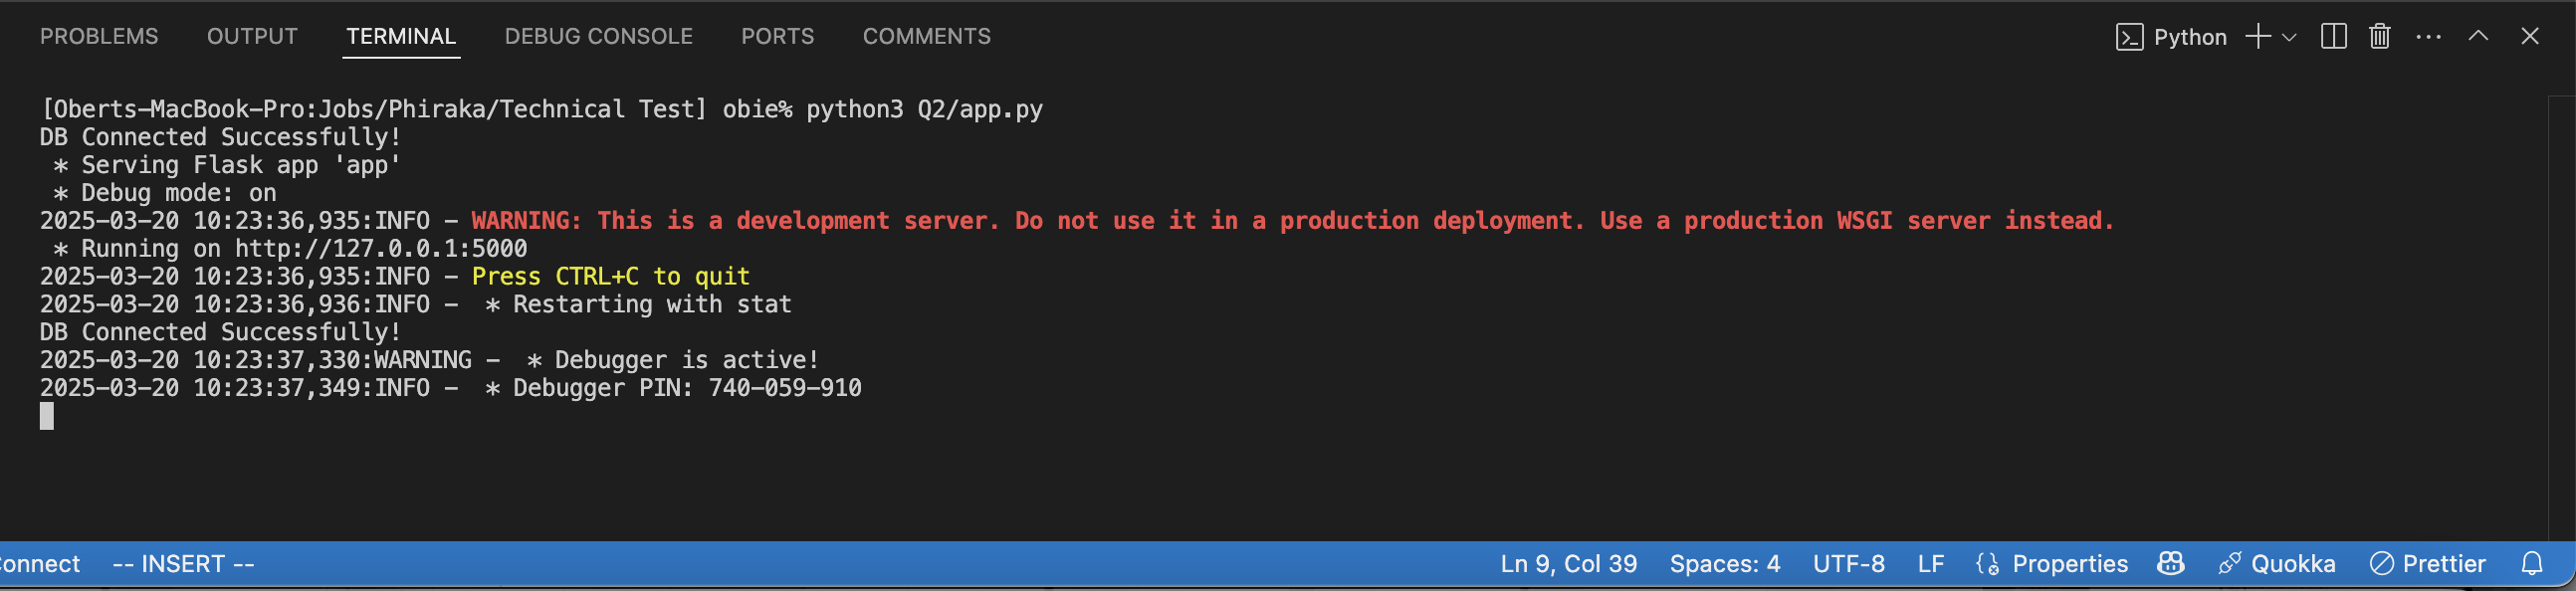 PROBLEMS OUTPUT TERMINAL DEBUG CONSOLE PORTS COMMENTS Python
[Oberts-MacBook-Pro:Jobs/Phiraka/Technical Test] obie% python3 Q2/app.py
DB Connected Successfully!
* Serving Flask app 'app'
* Debug mode: on
2025-03-20 10:23:36,935:INFO - WARNING: This is a development server. Do not use it in a production deployment. Use a production WSGI server instead.
* Running on http://127.0.0.1:5000
2025-03-20 10:23:36,935:INFO - Press CTRL+C to quit
2025-03-20 10:23:36,936:INFO -  * Restarting with stat
DB Connected Successfully!
2025-03-20 10:23:37,330:WARNING -  * Debugger is active!
2025-03-20 10:23:37,349:INFO -  * Debugger PIN: 740-059-910
onnect -- INSERT -- Ln 9, Col 39 Spaces: 4 UTF-8 LF Properties Quokka Prettier